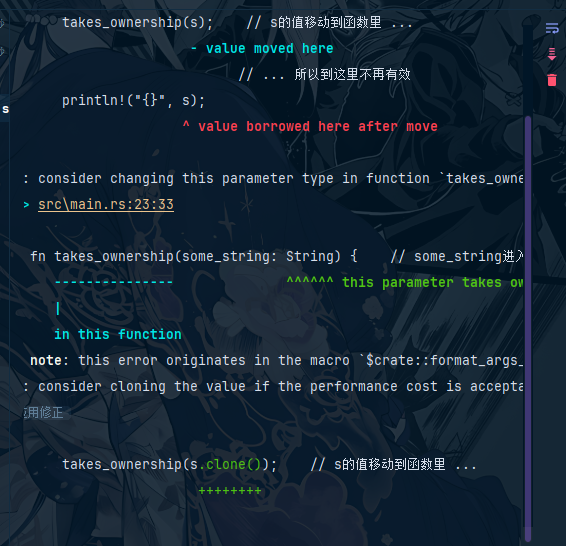 takes_ownership(s);    // s的值移动到函数里 ...
- value moved here
// ... 所以到这里不再有效
println!("{}", s);
^ value borrowed here after move
: consider changing this parameter type in function `takes_owne
> src\main.rs:23:33
fn takes_ownership(some_string: String) {    // some_string进入
---------------              ^^^^^^ this parameter takes ow
|
in this function
note: this error originates in the macro `$crate::format_args_
: consider cloning the value if the performance cost is accepta
用修正
takes_ownership(s.clone());    // s的值移动到函数里 ...
++++++++
s